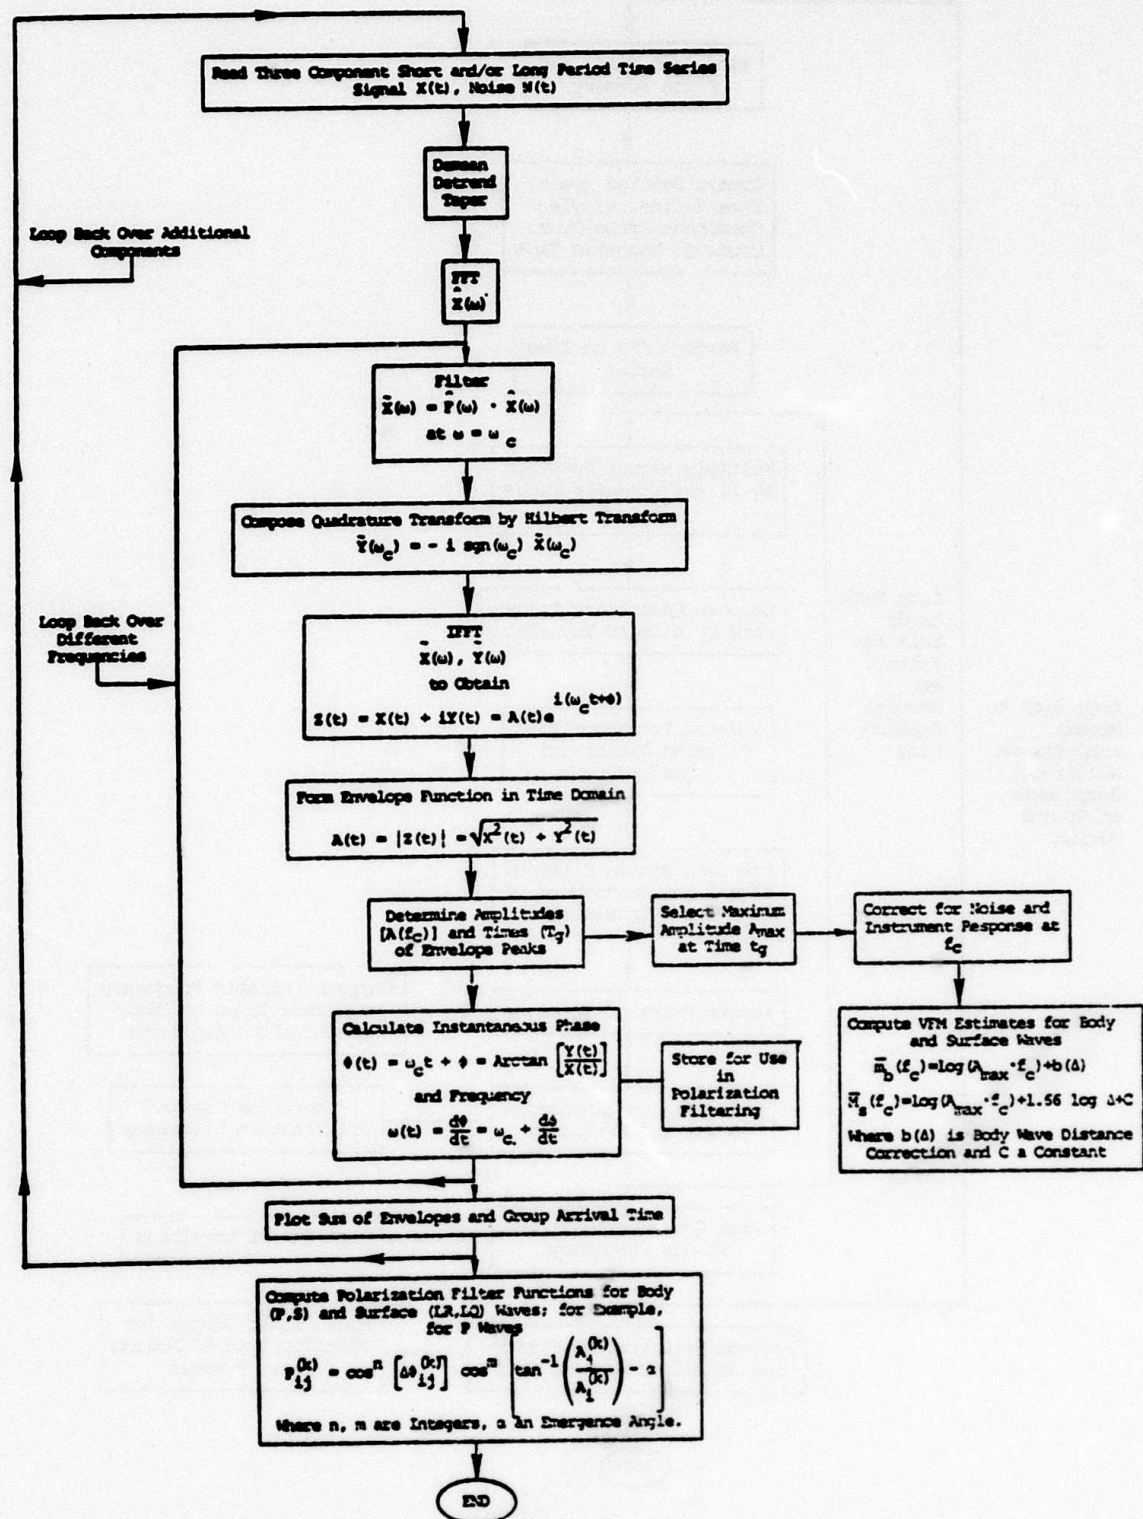 Read Three Component Short and/or Long Period Time Series
Signal X(t), Noise N(t)
Demean
Detrend
Taper
Loop Back Over Additional
Components
FFT
X̂(ω)
Filter
X̃(ω) = F̂(ω) · X̂(ω)
at ω = ω_c
Compose Quadrature Transform by Hilbert Transform
Ỹ(ω_c) = - i sgn(ω_c) X̃(ω_c)
Loop Back Over
Different
Frequencies
IFFT
X̃(ω), Ỹ(ω)
to Obtain
Z(t) = X(t) + iY(t) = A(t)e^i(ω_c t+φ)
Form Envelope Function in Time Domain
A(t) = |Z(t)| = √X²(t) + Y²(t)
Determine Amplitudes
[A(f_c)] and Times (T_g)
of Envelope Peaks
Select Maximum
Amplitude A_max
at Time t_g
Correct for Noise and
Instrument Response at
f_c
Calculate Instantaneous Phase
Φ(t) = ω_c t + φ = Arctan [Y(t)/X(t)]
and Frequency
ω(t) = dΦ/dt = ω_c + dφ/dt
Store for Use
in
Polarization
Filtering
Compute VFM Estimates for Body
and Surface Waves
m̄_b(f_c)=log(A_max·f_c)+b(Δ)
M̄_s(f_c)=log(A_max·f_c)+1.66 log Δ+C
Where b(Δ) is Body Wave Distance
Correction and C a Constant
Plot Sum of Envelopes and Group Arrival Time
Compute Polarization Filter Functions for Body
(P,S) and Surface (LR,LQ) Waves; for Example,
for P Waves
P_ij^(k) = cos^n [Δφ_ij^(k)] cos^m [tan⁻¹ (A_j^(k)/A_i^(k)) - α]
Where n, m are Integers, α an Emergence Angle.
END